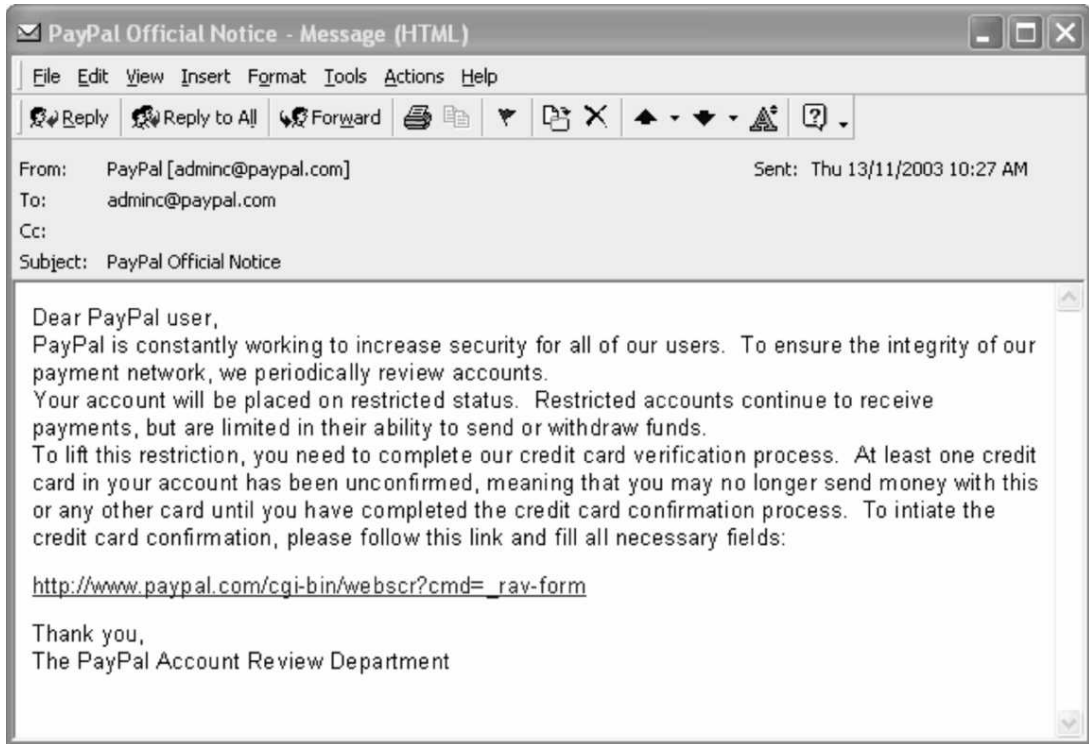 PayPal Official Notice - Message (HTML)
File Edit View Insert Format Tools Actions Help
Reply Reply to All Forward
From: PayPal [adminc@paypal.com] Sent: Thu 13/11/2003 10:27 AM
To: adminc@paypal.com
Cc:
Subject: PayPal Official Notice
Dear PayPal user,
PayPal is constantly working to increase security for all of our users. To ensure the integrity of our
payment network, we periodically review accounts.
Your account will be placed on restricted status. Restricted accounts continue to receive
payments, but are limited in their ability to send or withdraw funds.
To lift this restriction, you need to complete our credit card verification process. At least one credit
card in your account has been unconfirmed, meaning that you may no longer send money with this
or any other card until you have completed the credit card confirmation process. To intiate the
credit card confirmation, please follow this link and fill all necessary fields:
http://www.paypal.com/cgi-bin/webscr?cmd=_rav-form
Thank you,
The PayPal Account Review Department